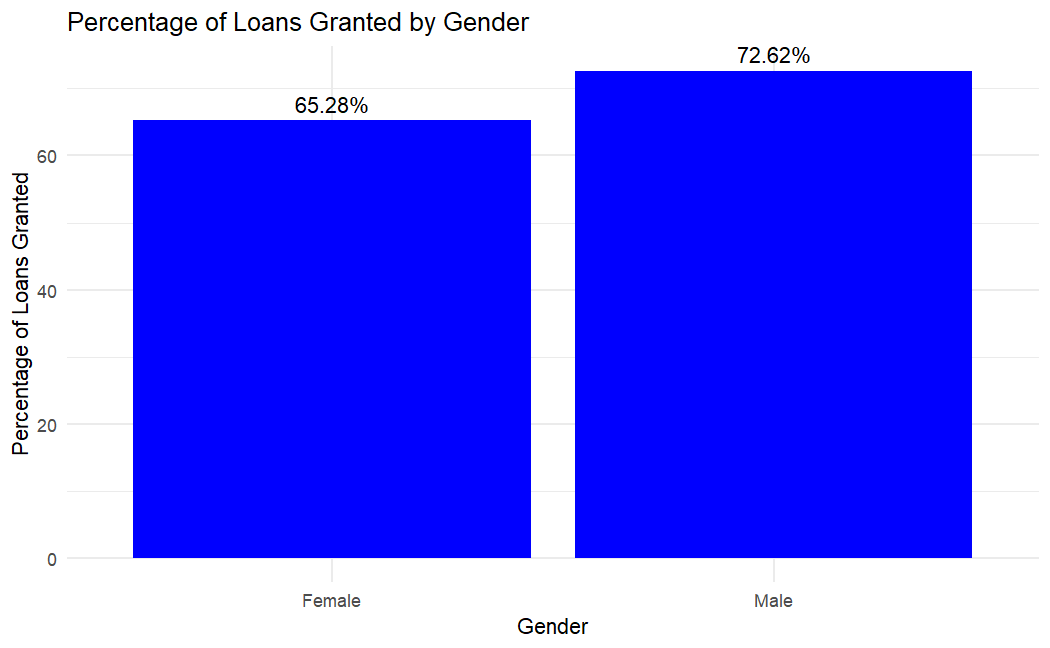 Percentage of Loans Granted by Gender
72.62%
65.28%
60
40
20
0
Percentage of Loans Granted
Female
Male
Gender